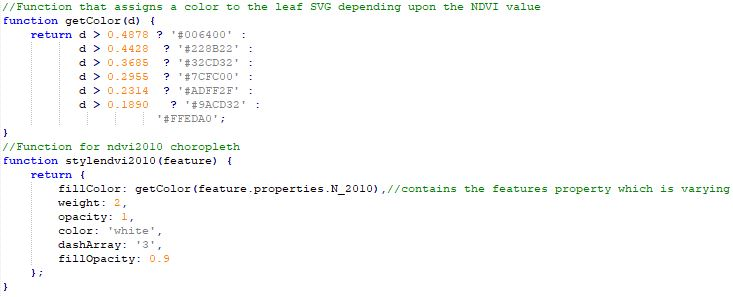 //Function that assigns a color to the leaf SVG depending upon the NDVI value
function getColor(d) {
    return d > 0.4878 ? '#006400' :
           d > 0.4428  ? '#228B22' :
           d > 0.3685  ? '#32CD32' :
           d > 0.2955  ? '#7CFC00' :
           d > 0.2314  ? '#ADFF2F' :
           d > 0.1890   ? '#9ACD32' :
                      '#FFEDA0';
}
//Function for ndvi2010 choropleth
function stylendvi2010(feature) {
    return {
        fillColor: getColor(feature.properties.N_2010),//contains the features property which is varying
        weight: 2,
        opacity: 1,
        color: 'white',
        dashArray: '3',
        fillOpacity: 0.9
    };
}